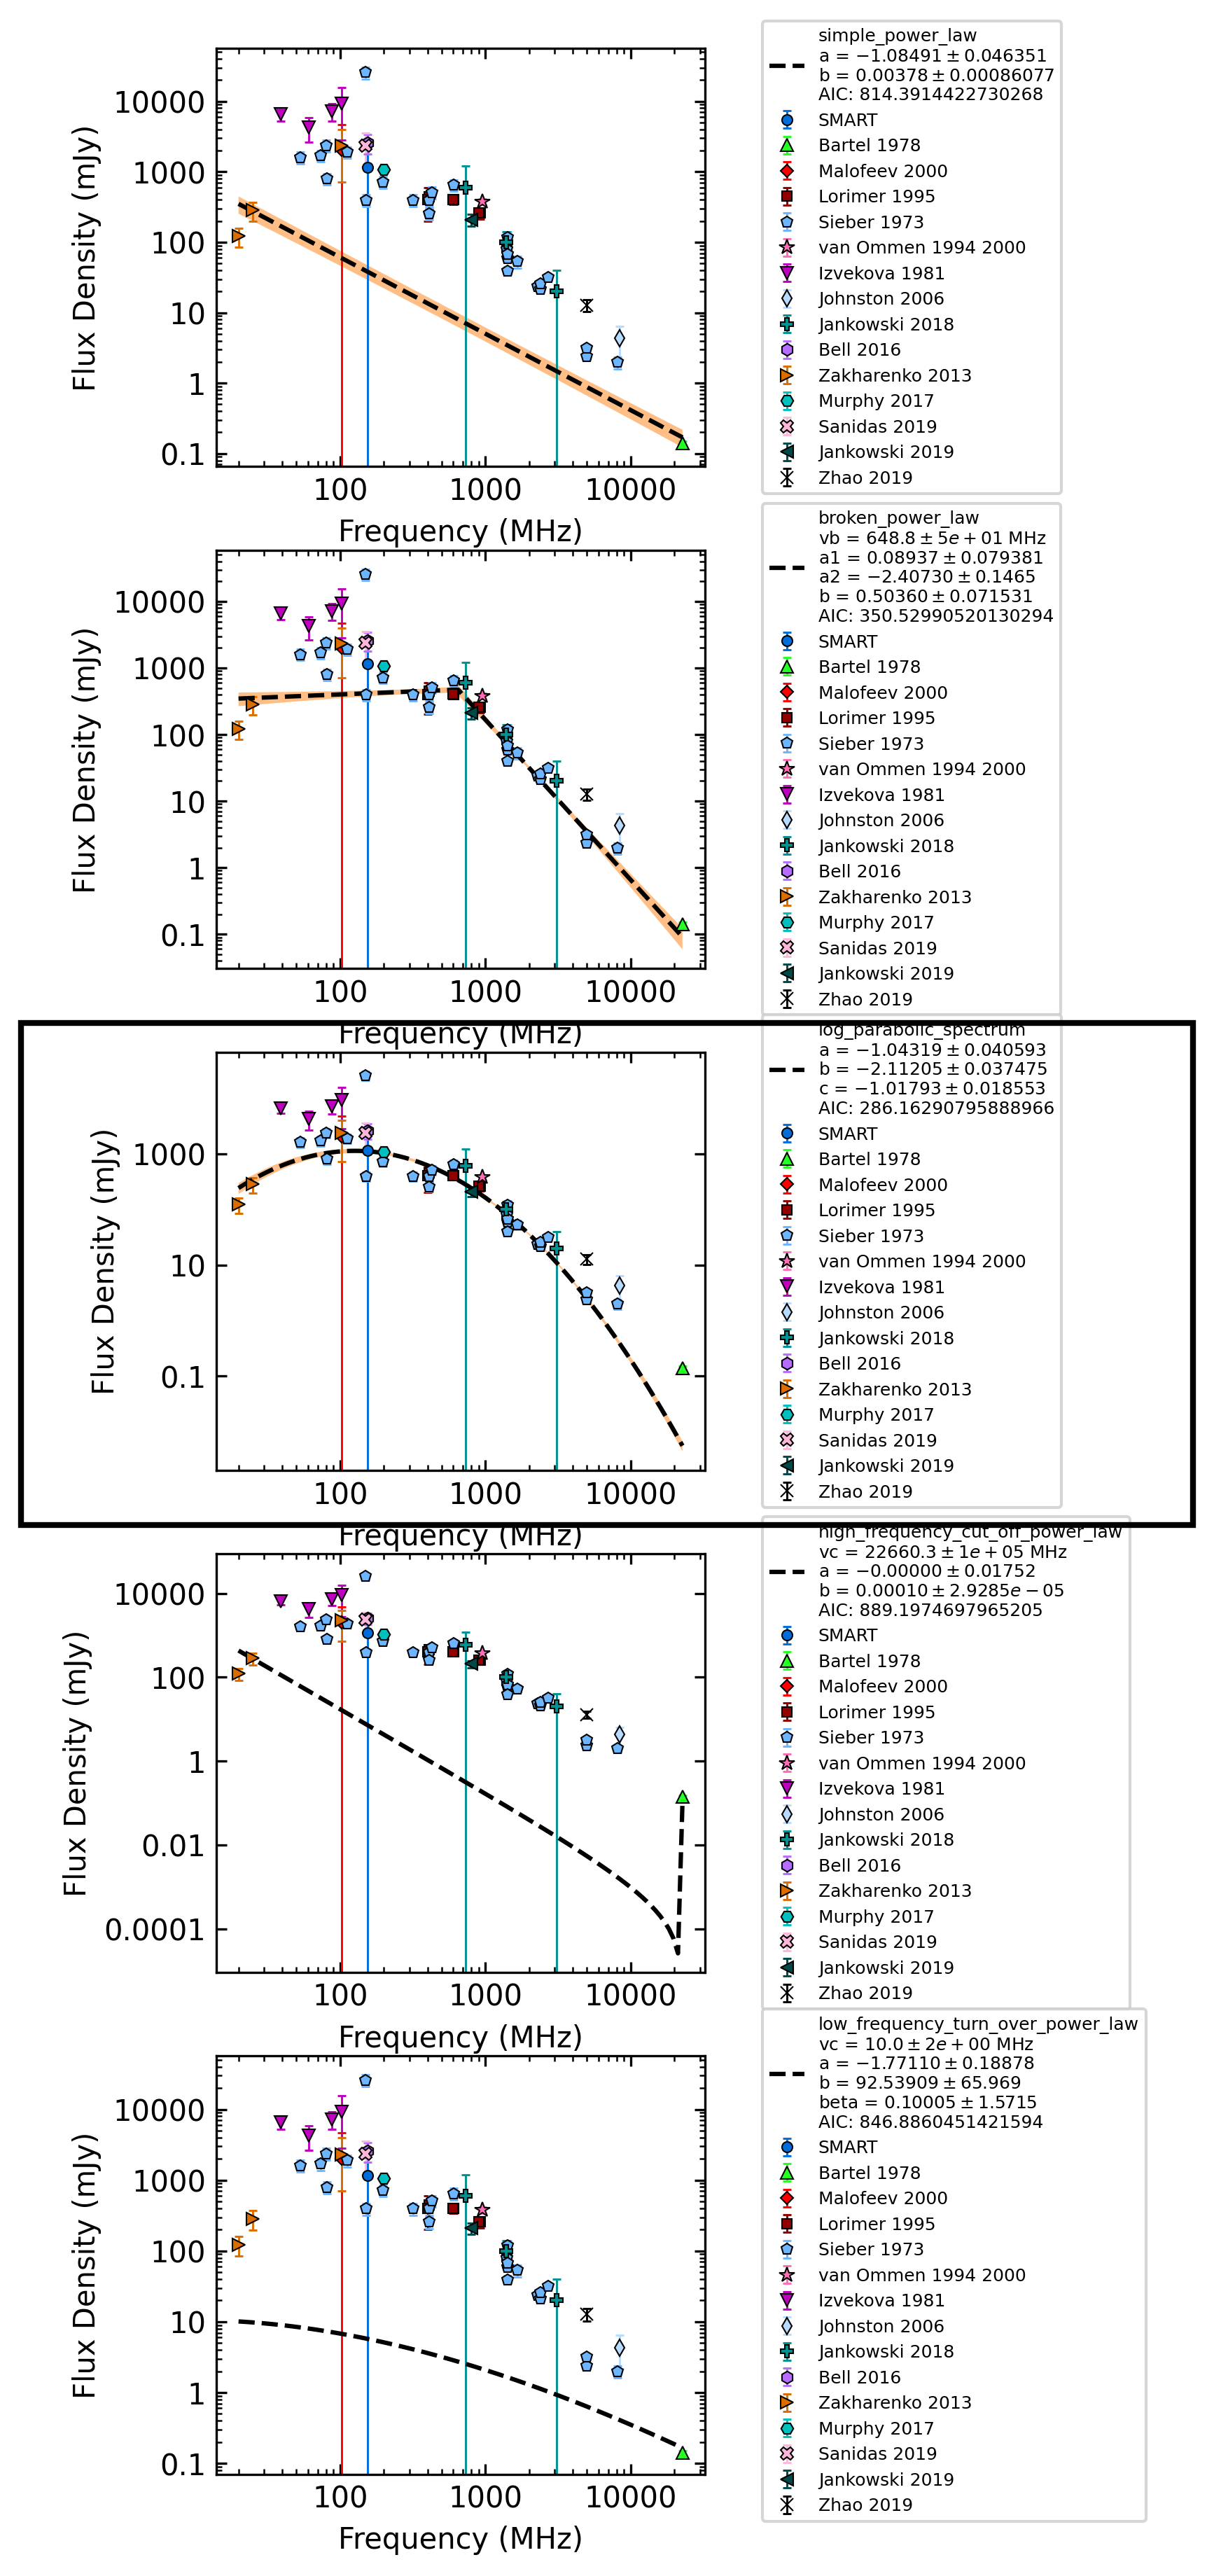 simple_power_law
a = −1.08491 ± 0.046351
b = 0.00378 ± 0.00086077
AIC: 814.3914422730268
SMART
Bartel 1978
Malofeev 2000
Lorimer 1995
Sieber 1973
van Ommen 1994 2000
Izvekova 1981
Johnston 2006
Jankowski 2018
Bell 2016
Zakharenko 2013
Murphy 2017
Sanidas 2019
Jankowski 2019
Zhao 2019
10000
1000
100
10
1
0.1
Flux Density (mJy)
100 1000 10000
Frequency (MHz)
broken_power_law
vb = 648.8 ± 5e + 01 MHz
a1 = 0.08937 ± 0.079381
a2 = −2.40730 ± 0.1465
b = 0.50360 ± 0.071531
AIC: 350.52990520130294
SMART
Bartel 1978
Malofeev 2000
Lorimer 1995
Sieber 1973
van Ommen 1994 2000
Izvekova 1981
Johnston 2006
Jankowski 2018
Bell 2016
Zakharenko 2013
Murphy 2017
Sanidas 2019
Jankowski 2019
Zhao 2019
10000
1000
100
10
1
0.1
Flux Density (mJy)
100 1000 10000
Frequency (MHz)
log_parabolic_spectrum
a = −1.04319 ± 0.040593
b = −2.11205 ± 0.037475
c = −1.01793 ± 0.018553
AIC: 286.16290795888966
SMART
Bartel 1978
Malofeev 2000
Lorimer 1995
Sieber 1973
van Ommen 1994 2000
Izvekova 1981
Johnston 2006
Jankowski 2018
Bell 2016
Zakharenko 2013
Murphy 2017
Sanidas 2019
Jankowski 2019
Zhao 2019
1000
10
0.1
Flux Density (mJy)
100 1000 10000
Frequency (MHz)
high_frequency_cut_off_power_law
vc = 22660.3 ± 1e + 05 MHz
a = −0.00000 ± 0.01752
b = 0.00010 ± 2.9285e − 05
AIC: 889.1974697965205
SMART
Bartel 1978
Malofeev 2000
Lorimer 1995
Sieber 1973
van Ommen 1994 2000
Izvekova 1981
Johnston 2006
Jankowski 2018
Bell 2016
Zakharenko 2013
Murphy 2017
Sanidas 2019
Jankowski 2019
Zhao 2019
10000
100
1
0.01
0.0001
Flux Density (mJy)
100 1000 10000
Frequency (MHz)
low_frequency_turn_over_power_law
vc = 10.0 ± 2e + 00 MHz
a = −1.77110 ± 0.18878
b = 92.53909 ± 65.969
beta = 0.10005 ± 1.5715
AIC: 846.8860451421594
SMART
Bartel 1978
Malofeev 2000
Lorimer 1995
Sieber 1973
van Ommen 1994 2000
Izvekova 1981
Johnston 2006
Jankowski 2018
Bell 2016
Zakharenko 2013
Murphy 2017
Sanidas 2019
Jankowski 2019
Zhao 2019
10000
1000
100
10
1
0.1
Flux Density (mJy)
100 1000 10000
Frequency (MHz)